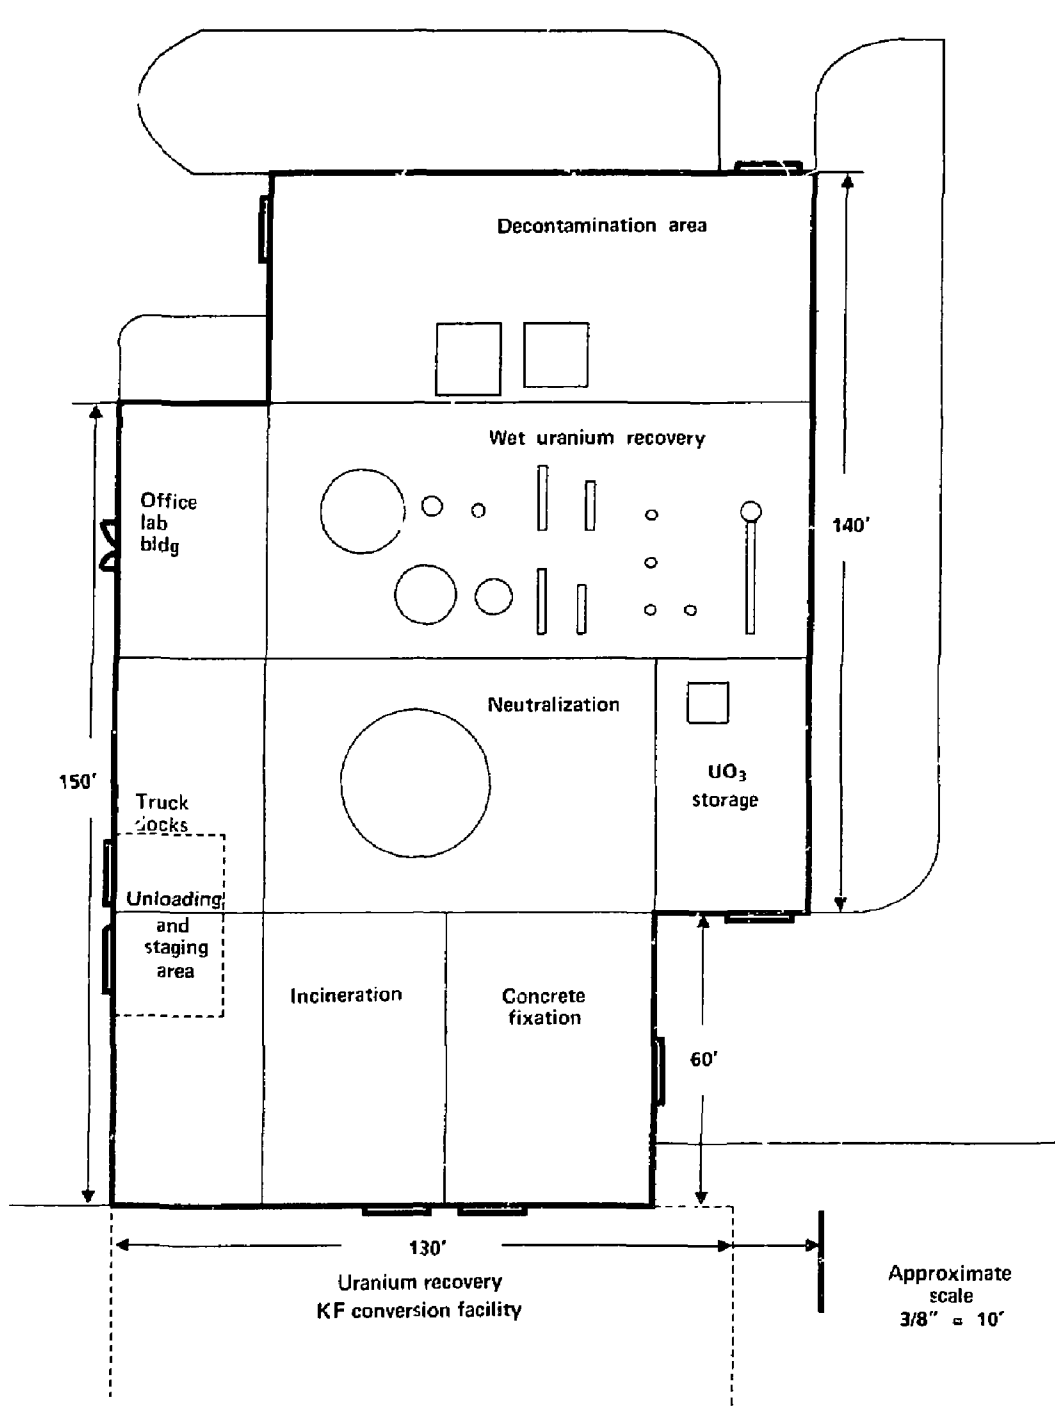 Decontamination area
Wet uranium recovery
Office
lab
bldg
140'
Neutralization
150'
UO₃
storage
Truck
docks
Unloading
and
staging
area
Incineration
Concrete
fixation
60'
130'
Uranium recovery
KF conversion facility
Approximate
scale
3/8" = 10'